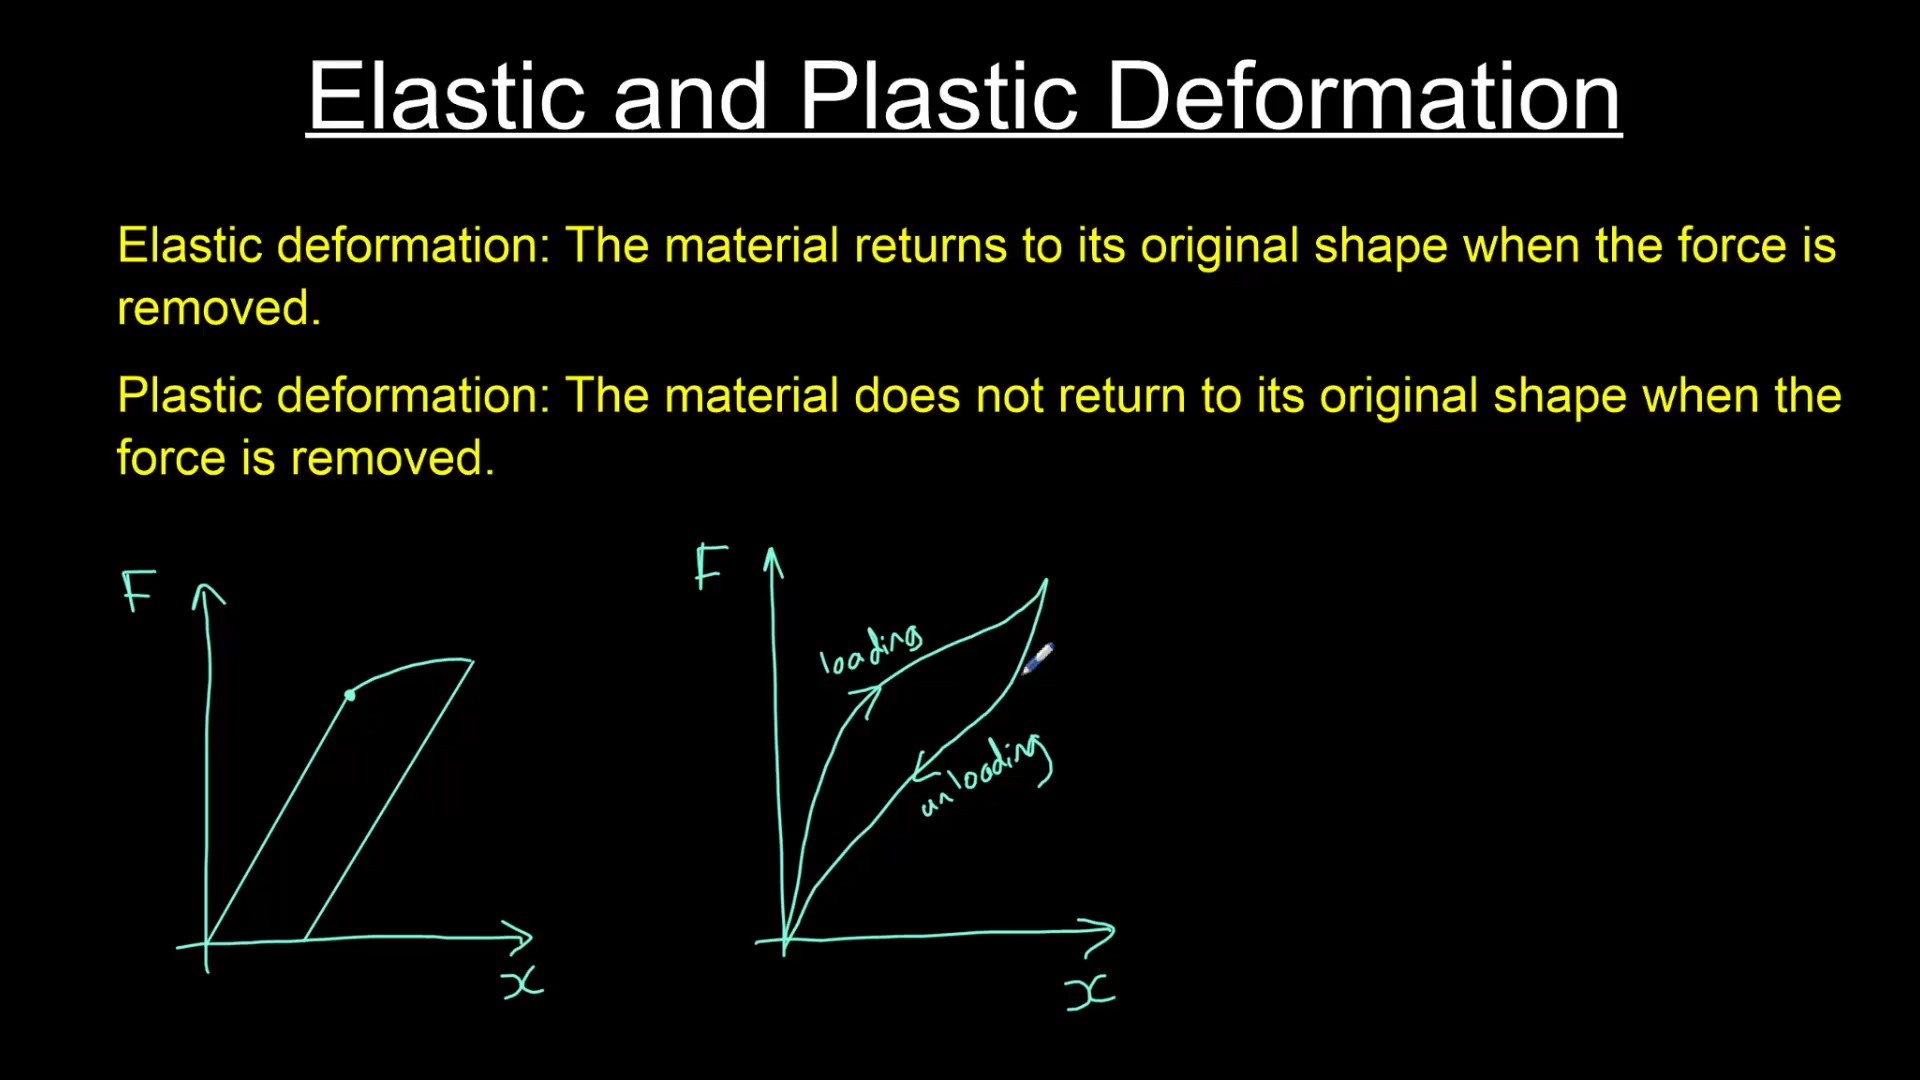 Elastic and Plastic Deformation
Elastic deformation: The material returns to its original shape when the force is
removed.
Plastic deformation: The material does not return to its original shape when the
force is removed.
F
x
F
loading
unloading
x